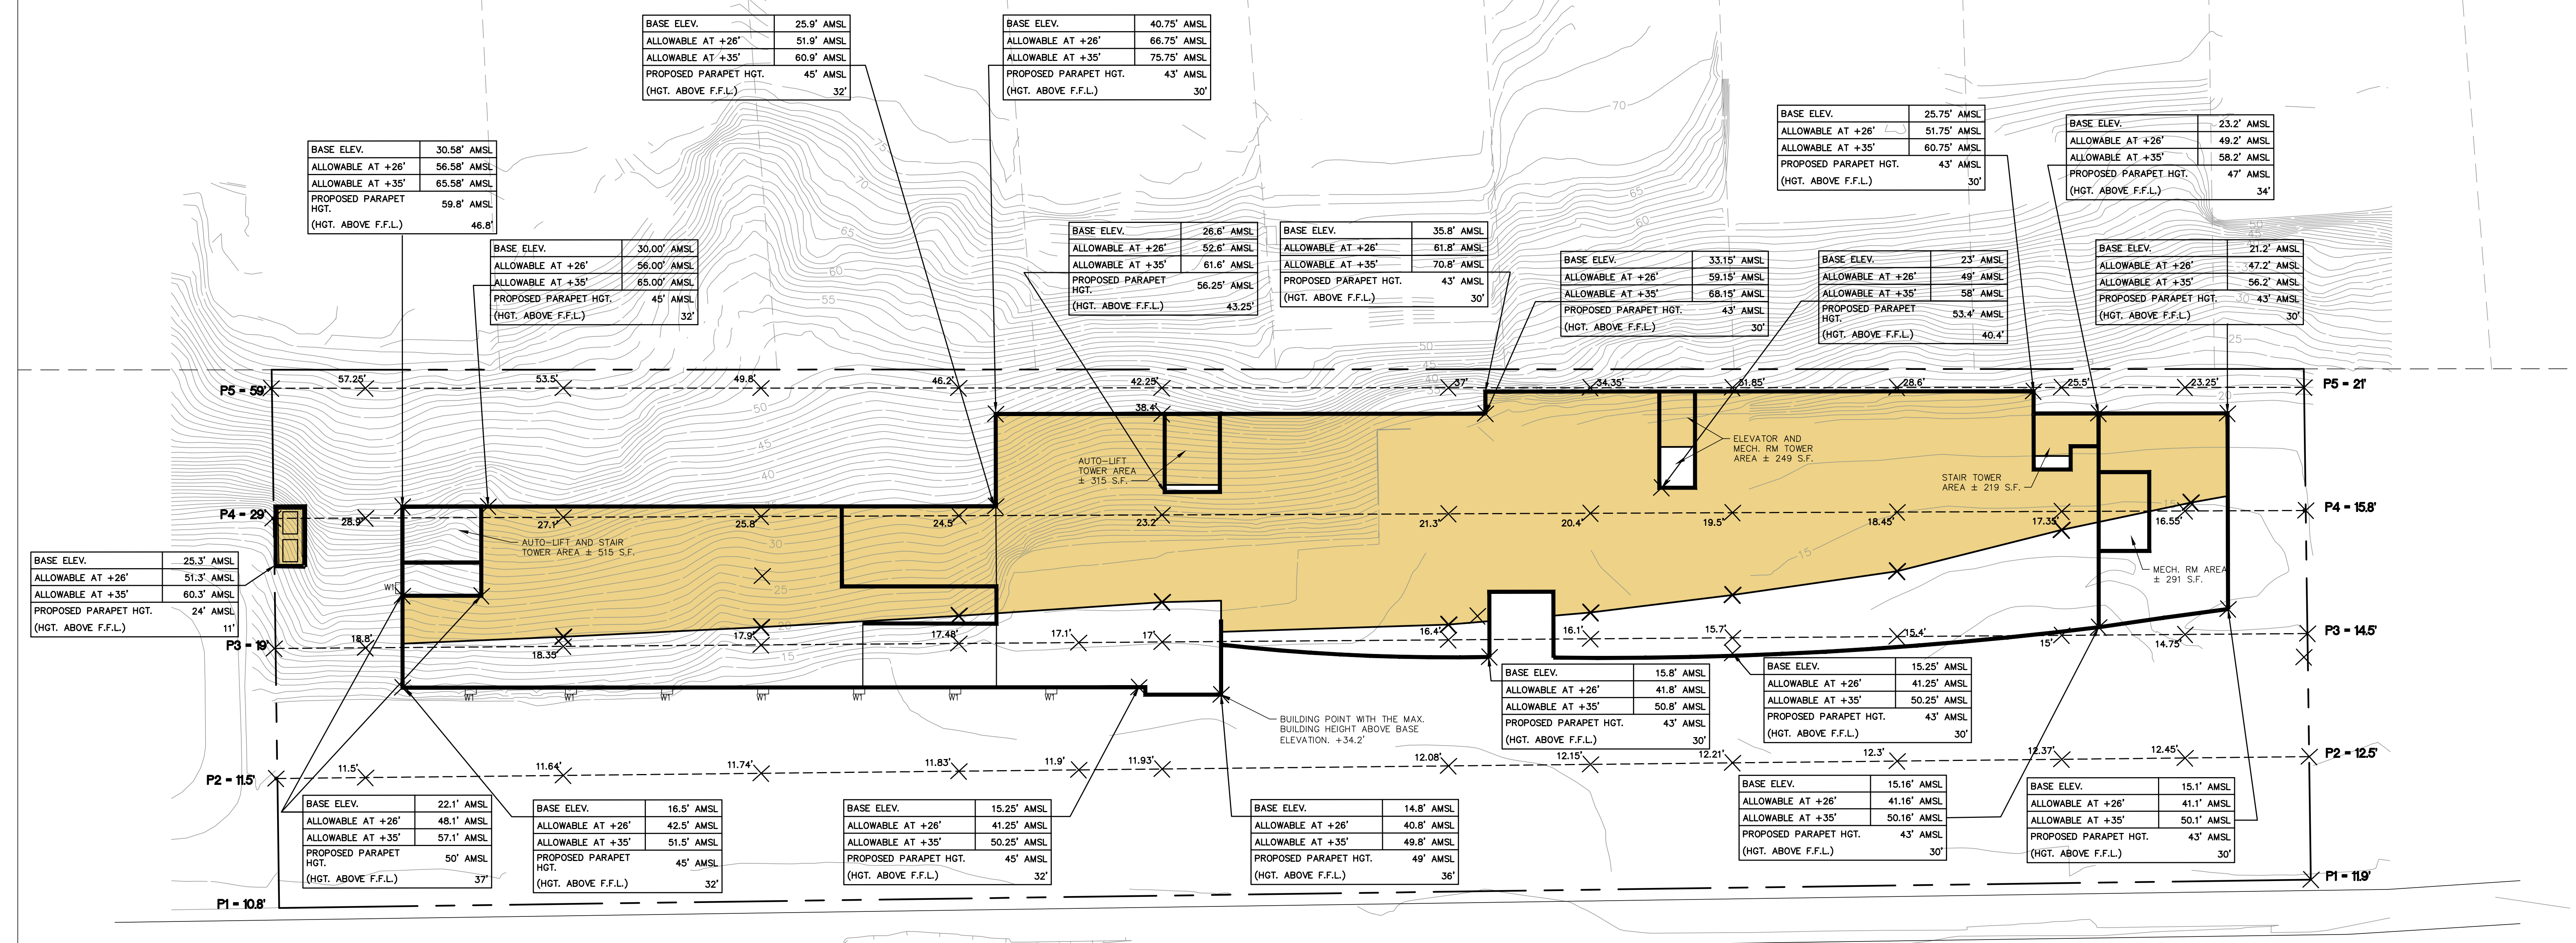 BASE ELEV. 25.9' AMSL
ALLOWABLE AT +26' 51.9' AMSL
ALLOWABLE AT +35' 60.9' AMSL
PROPOSED PARAPET HGT. 45' AMSL
(HGT. ABOVE F.F.L.) 32'
BASE ELEV. 40.75' AMSL
ALLOWABLE AT +26' 66.75' AMSL
ALLOWABLE AT +35' 75.75' AMSL
PROPOSED PARAPET HGT. 43' AMSL
(HGT. ABOVE F.F.L.) 30'
BASE ELEV. 25.75' AMSL
ALLOWABLE AT +26' 51.75' AMSL
ALLOWABLE AT +35' 60.75' AMSL
PROPOSED PARAPET HGT. 43' AMSL
(HGT. ABOVE F.F.L.) 30'
BASE ELEV. 23.2' AMSL
ALLOWABLE AT +26' 49.2' AMSL
ALLOWABLE AT +35' 58.2' AMSL
PROPOSED PARAPET HGT. 47' AMSL
(HGT. ABOVE F.F.L.) 34'
BASE ELEV. 30.58' AMSL
ALLOWABLE AT +26' 56.58' AMSL
ALLOWABLE AT +35' 65.58' AMSL
PROPOSED PARAPET
HGT. 59.8' AMSL
(HGT. ABOVE F.F.L.) 46.8'
BASE ELEV. 30.00' AMSL
ALLOWABLE AT +26' 56.00' AMSL
ALLOWABLE AT +35' 65.00' AMSL
PROPOSED PARAPET HGT. 45' AMSL
(HGT. ABOVE F.F.L.) 32'
BASE ELEV. 26.6' AMSL
ALLOWABLE AT +26' 52.6' AMSL
ALLOWABLE AT +35' 61.6' AMSL
PROPOSED PARAPET
HGT. 56.25' AMSL
(HGT. ABOVE F.F.L.) 43.25'
BASE ELEV. 35.8' AMSL
ALLOWABLE AT +26' 61.8' AMSL
ALLOWABLE AT +35' 70.8' AMSL
PROPOSED PARAPET HGT. 43' AMSL
(HGT. ABOVE F.F.L.) 30'
BASE ELEV. 33.15' AMSL
ALLOWABLE AT +26' 59.15' AMSL
ALLOWABLE AT +35' 68.15' AMSL
PROPOSED PARAPET HGT. 43' AMSL
(HGT. ABOVE F.F.L.) 30'
BASE ELEV. 23' AMSL
ALLOWABLE AT +26' 49' AMSL
ALLOWABLE AT +35' 58' AMSL
PROPOSED PARAPET
HGT. 53.4' AMSL
(HGT. ABOVE F.F.L.) 40.4'
BASE ELEV. 21.2' AMSL
ALLOWABLE AT +26' 47.2' AMSL
ALLOWABLE AT +35' 56.2' AMSL
PROPOSED PARAPET HGT. 43' AMSL
(HGT. ABOVE F.F.L.) 30'
75
70
65
60
55
70
65
60
50
45
40
50
45
30
25
20
P5 = 59' 57.25' 53.5' 49.8' 46.2' 42.25' 37' 34.35' 31.85' 28.6' 25.5' 23.25' P5 = 21'
38.4'
50
45
40
AUTO-LIFT
TOWER AREA
± 315 S.F.
ELEVATOR AND
MECH. RM TOWER
AREA ± 249 S.F.
STAIR TOWER
AREA ± 219 S.F.
P4 = 29' 28.9' 27.1' 25.8' 24.5' 23.2' 21.3' 20.4' 19.5' 18.45' 17.35' 16.55' P4 = 15.8'
AUTO-LIFT AND STAIR
TOWER AREA ± 515 S.F.
30
25
20
15
15
15
MECH. RM AREA
± 291 S.F.
W1
BASE ELEV. 25.3' AMSL
ALLOWABLE AT +26' 51.3' AMSL
ALLOWABLE AT +35' 60.3' AMSL
PROPOSED PARAPET HGT. 24' AMSL
(HGT. ABOVE F.F.L.) 11'
P3 = 19' 18.8' 18.35' 17.9' 17.48' 17.1' 17' 16.4' 16.1' 15.7' 15.4' 15' 14.75' P3 = 14.5'
W1 W1 W1 W1 W1 W1 W1
BUILDING POINT WITH THE MAX.
BUILDING HEIGHT ABOVE BASE
ELEVATION. +34.2'
BASE ELEV. 15.8' AMSL
ALLOWABLE AT +26' 41.8' AMSL
ALLOWABLE AT +35' 50.8' AMSL
PROPOSED PARAPET HGT. 43' AMSL
(HGT. ABOVE F.F.L.) 30'
BASE ELEV. 15.25' AMSL
ALLOWABLE AT +26' 41.25' AMSL
ALLOWABLE AT +35' 50.25' AMSL
PROPOSED PARAPET HGT. 43' AMSL
(HGT. ABOVE F.F.L.) 30'
P2 = 11.5' 11.5' 11.64' 11.74' 11.83' 11.9' 11.93' 12.08' 12.15' 12.21' 12.3' 12.37' 12.45' P2 = 12.5'
BASE ELEV. 22.1' AMSL
ALLOWABLE AT +26' 48.1' AMSL
ALLOWABLE AT +35' 57.1' AMSL
PROPOSED PARAPET
HGT. 50' AMSL
(HGT. ABOVE F.F.L.) 37'
BASE ELEV. 16.5' AMSL
ALLOWABLE AT +26' 42.5' AMSL
ALLOWABLE AT +35' 51.5' AMSL
PROPOSED PARAPET
HGT. 45' AMSL
(HGT. ABOVE F.F.L.) 32'
BASE ELEV. 15.25' AMSL
ALLOWABLE AT +26' 41.25' AMSL
ALLOWABLE AT +35' 50.25' AMSL
PROPOSED PARAPET HGT. 45' AMSL
(HGT. ABOVE F.F.L.) 32'
BASE ELEV. 14.8' AMSL
ALLOWABLE AT +26' 40.8' AMSL
ALLOWABLE AT +35' 49.8' AMSL
PROPOSED PARAPET HGT. 49' AMSL
(HGT. ABOVE F.F.L.) 36'
BASE ELEV. 15.16' AMSL
ALLOWABLE AT +26' 41.16' AMSL
ALLOWABLE AT +35' 50.16' AMSL
PROPOSED PARAPET HGT. 43' AMSL
(HGT. ABOVE F.F.L.) 30'
BASE ELEV. 15.1' AMSL
ALLOWABLE AT +26' 41.1' AMSL
ALLOWABLE AT +35' 50.1' AMSL
PROPOSED PARAPET HGT. 43' AMSL
(HGT. ABOVE F.F.L.) 30'
P1 = 10.8' P1 = 11.9'